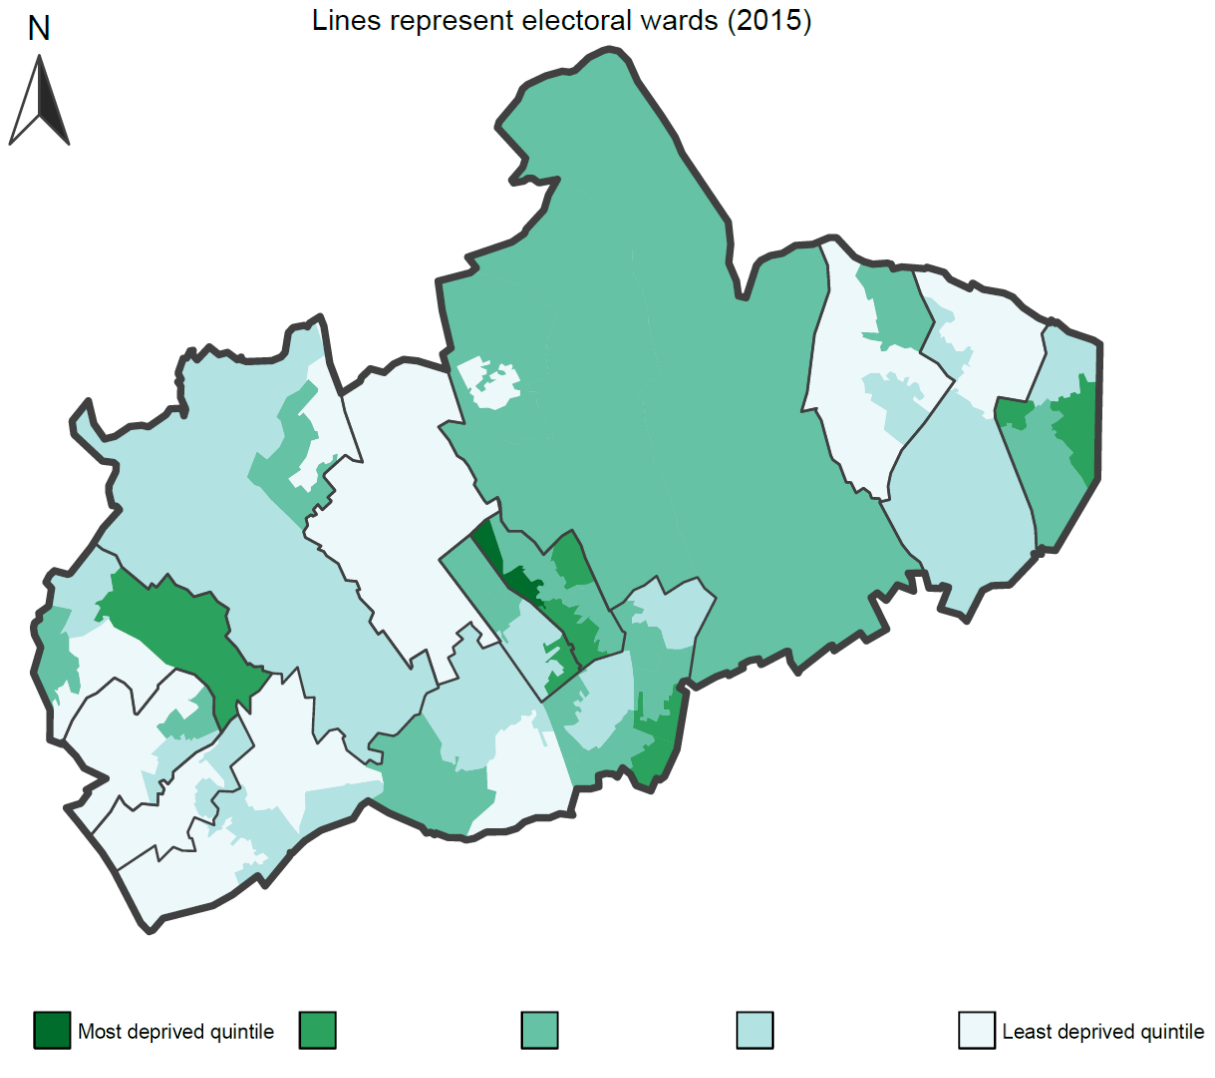 Lines represent electoral wards (2015)
N
Most deprived quintile
Least deprived quintile